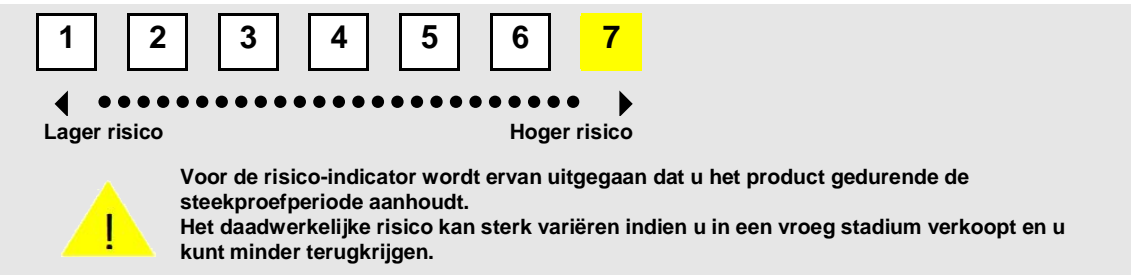 1 2 3 4 5 6 7
Lager risico Hoger risico
!
Voor de risico-indicator wordt ervan uitgegaan dat u het product gedurende de
steekproefperiode aanhoudt.
Het daadwerkelijke risico kan sterk variëren indien u in een vroeg stadium verkoopt en u
kunt minder terugkrijgen.